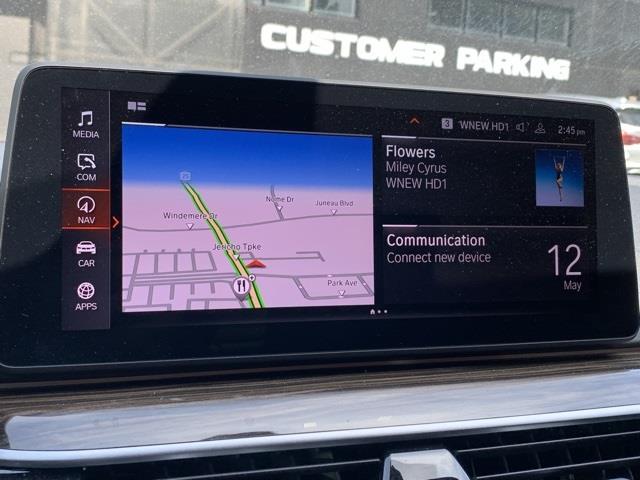 CUSTOMER PARKING
3 WNEW HD1 2:45 pm
MEDIA
COM
NAV
CAR
APPS
Nome Dr
Juneau Blvd
Windemere Dr
Jericho Tpke
Park Ave
Flowers
Miley Cyrus
WNEW HD1
Communication
Connect new device
12
May